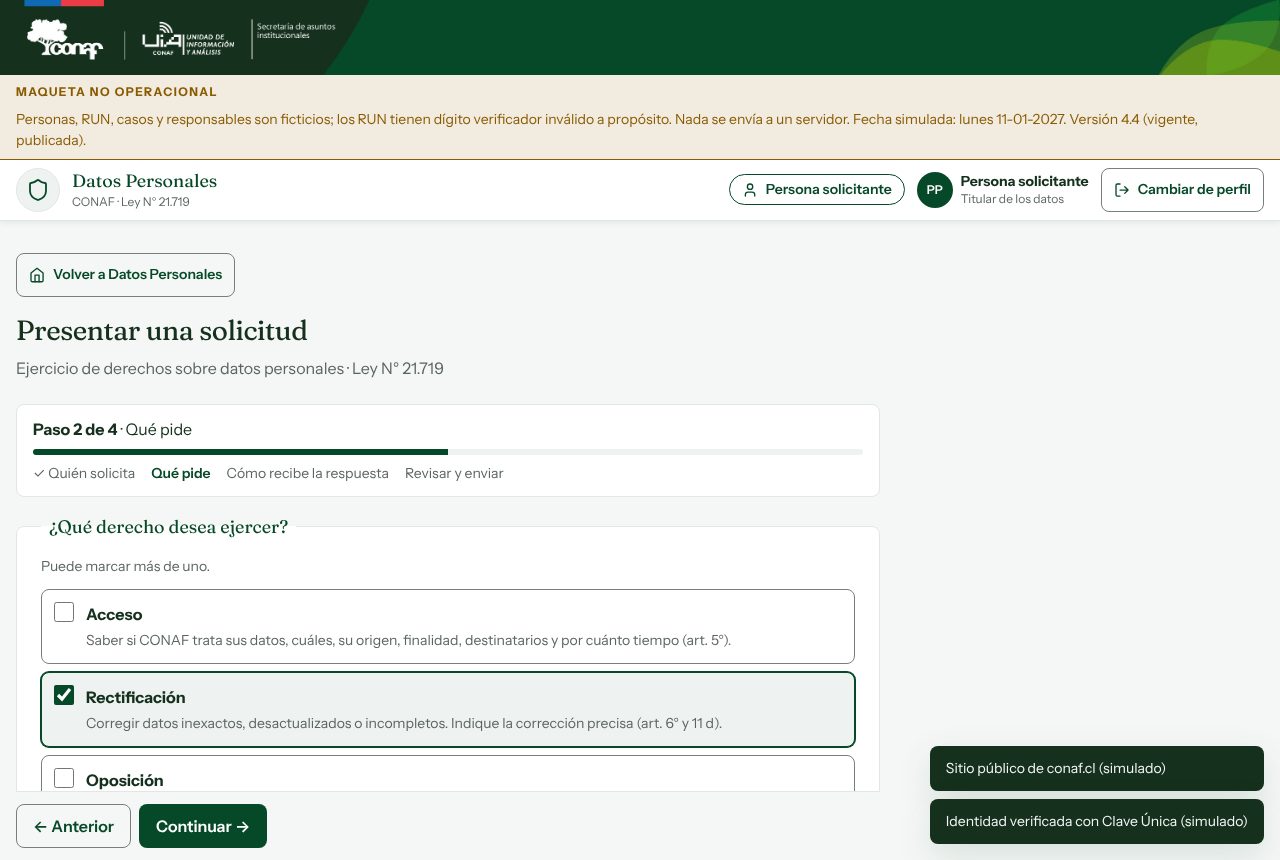 conaf
UiA
CONAF
UNIDAD DE
INFORMACIÓN
Y ANÁLISIS
Secretaría de asuntos
institucionales
MAQUETA NO OPERACIONAL
Personas, RUN, casos y responsables son ficticios; los RUN tienen dígito verificador inválido a propósito. Nada se envía a un servidor. Fecha simulada: lunes 11-01-2027. Versión 4.4 (vigente,
publicada).
Datos Personales
CONAF · Ley N° 21.719
Persona solicitante
PP
Persona solicitante
Titular de los datos
Cambiar de perfil
Volver a Datos Personales
Presentar una solicitud
Ejercicio de derechos sobre datos personales · Ley N° 21.719
Paso 2 de 4 · Qué pide
✓ Quién solicita Qué pide Cómo recibe la respuesta Revisar y enviar
¿Qué derecho desea ejercer?
Puede marcar más de uno.
Acceso
Saber si CONAF trata sus datos, cuáles, su origen, finalidad, destinatarios y por cuánto tiempo (art. 5°).
Rectificación
Corregir datos inexactos, desactualizados o incompletos. Indique la corrección precisa (art. 6° y 11 d).
Oposición
← Anterior
Continuar →
Sitio público de conaf.cl (simulado)
Identidad verificada con Clave Única (simulado)